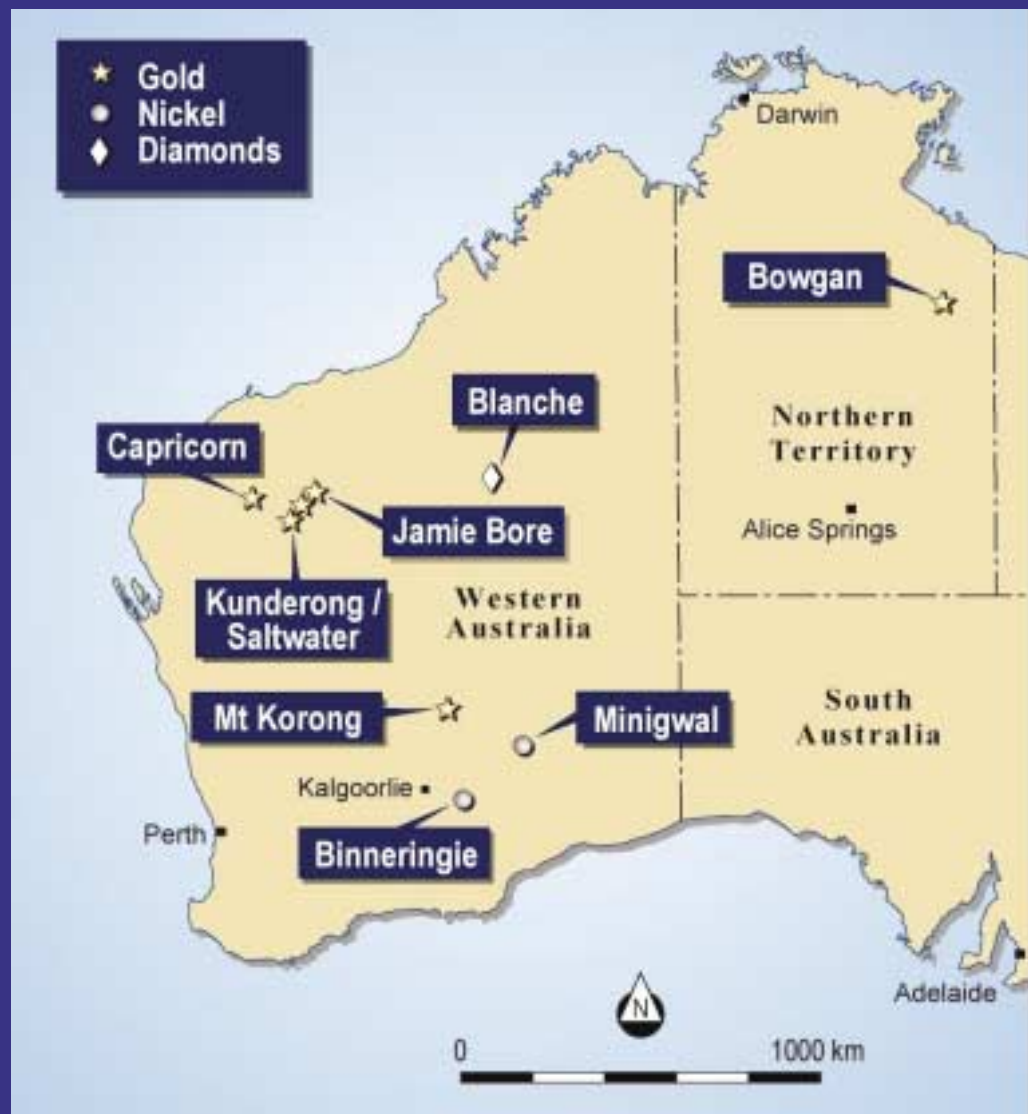 Gold
Nickel
Diamonds
Darwin
Bowgan
Blanche
Northern
Territory
Capricorn
Jamie Bore
Alice Springs
Kunderong /
Saltwater
Western
Australia
Mt Korong
Minigwal
South
Australia
Kalgoorlie
Perth
Binneringie
Adelaide
N
0 1000 km